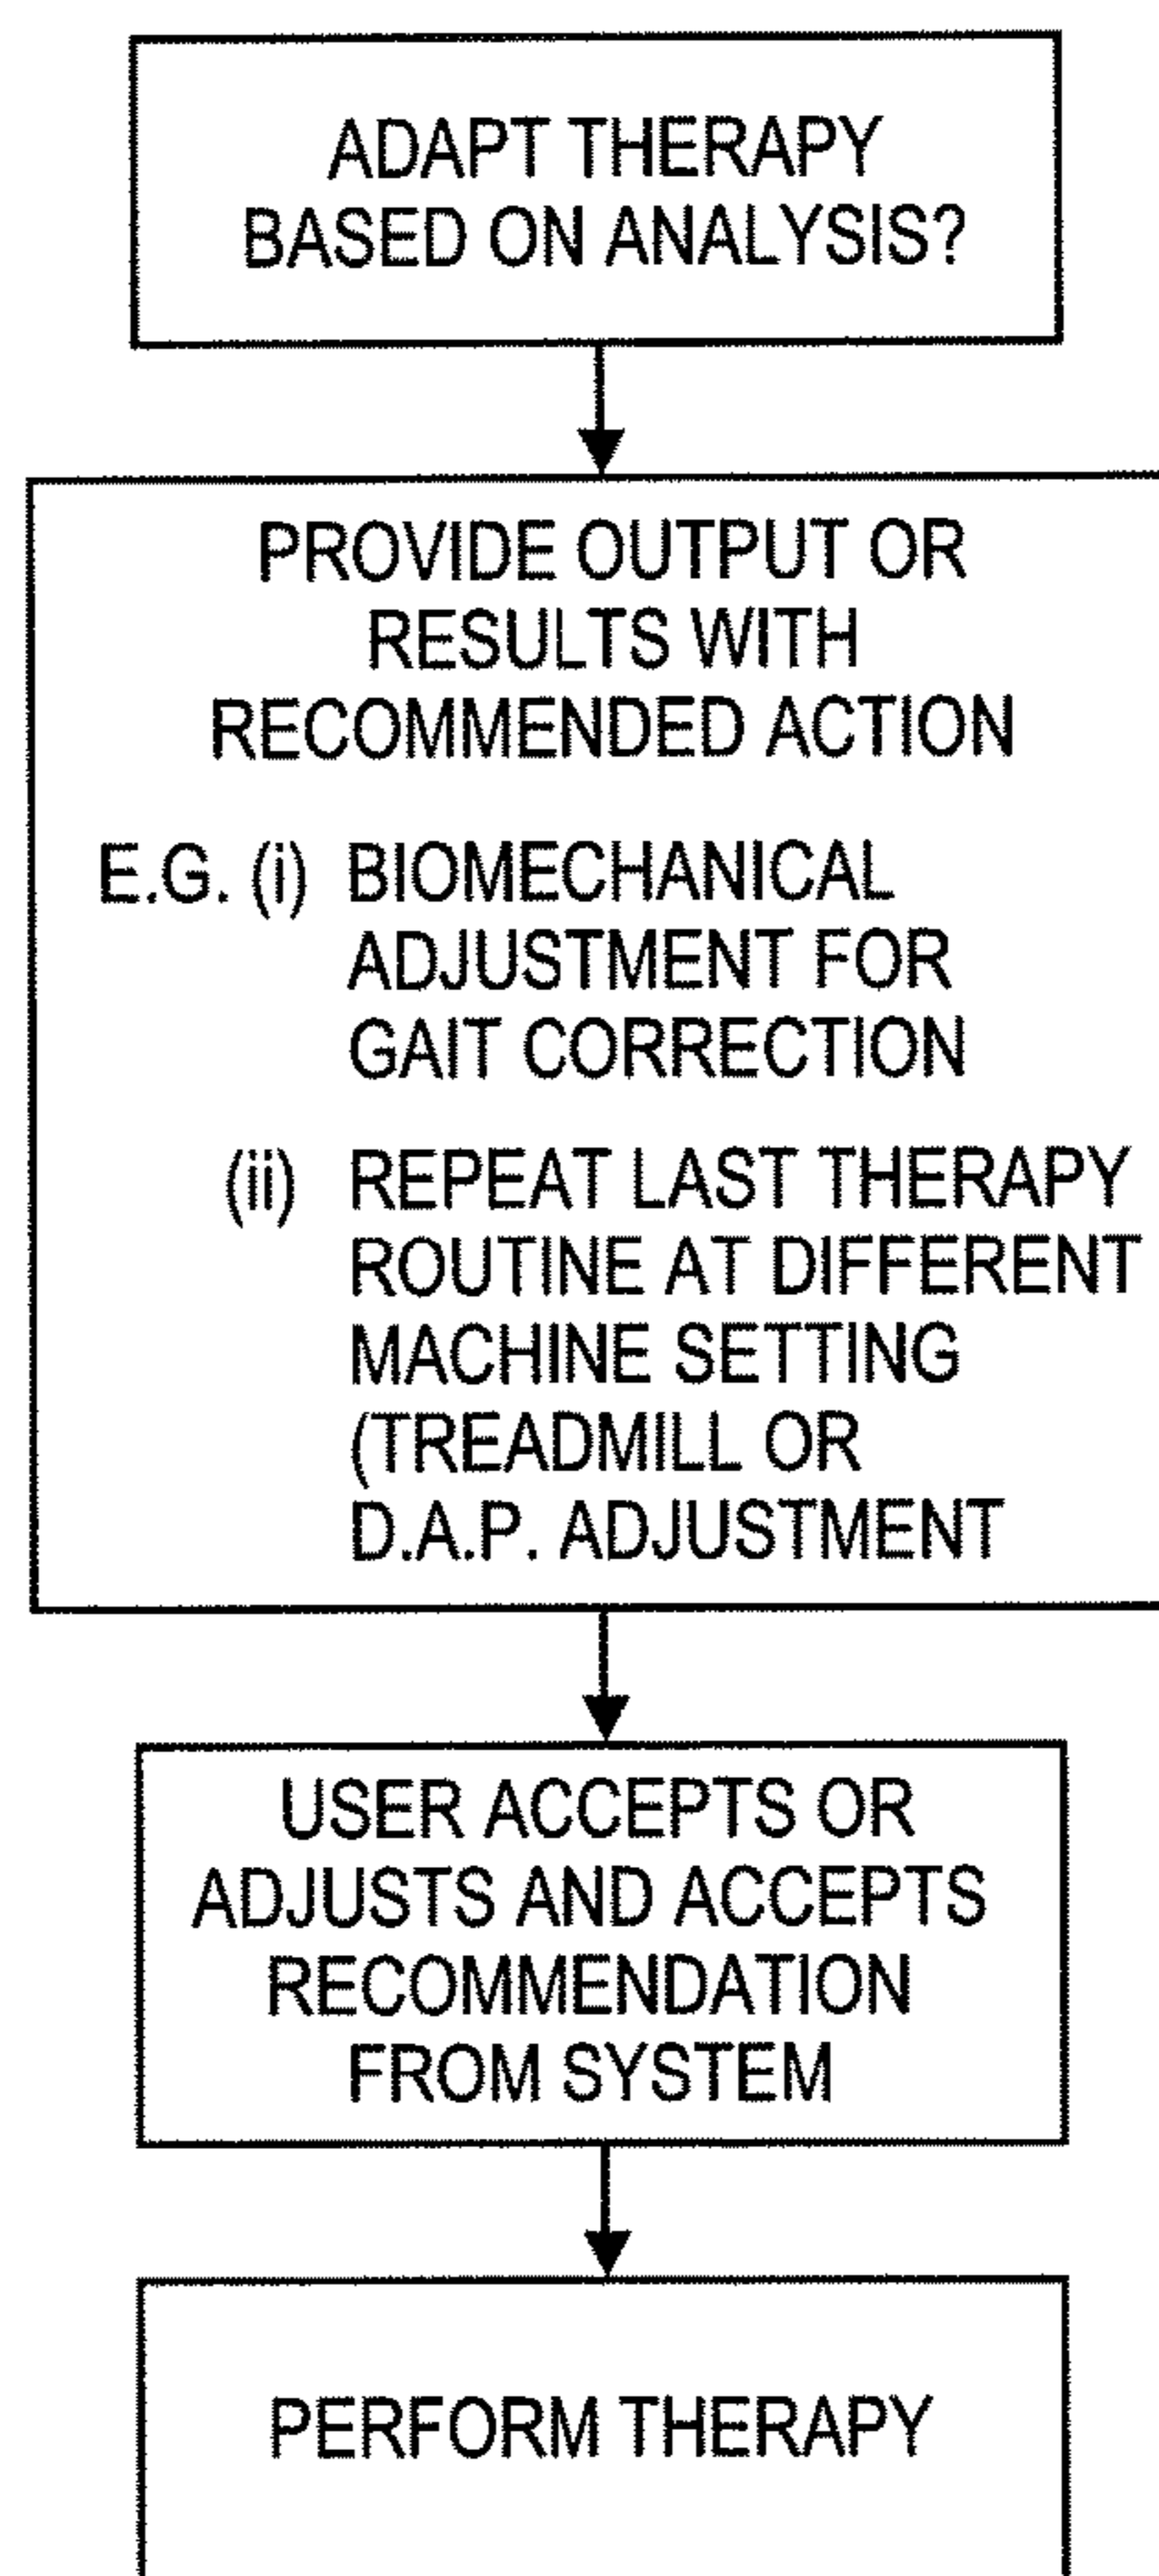 ADAPT THERAPY
BASED ON ANALYSIS?
PROVIDE OUTPUT OR
RESULTS WITH
RECOMMENDED ACTION
E.G. (i) BIOMECHANICAL
ADJUSTMENT FOR
GAIT CORRECTION
(ii) REPEAT LAST THERAPY
ROUTINE AT DIFFERENT
MACHINE SETTING
(TREADMILL OR
D.A.P. ADJUSTMENT
USER ACCEPTS OR
ADJUSTS AND ACCEPTS
RECOMMENDATION
FROM SYSTEM
PERFORM THERAPY